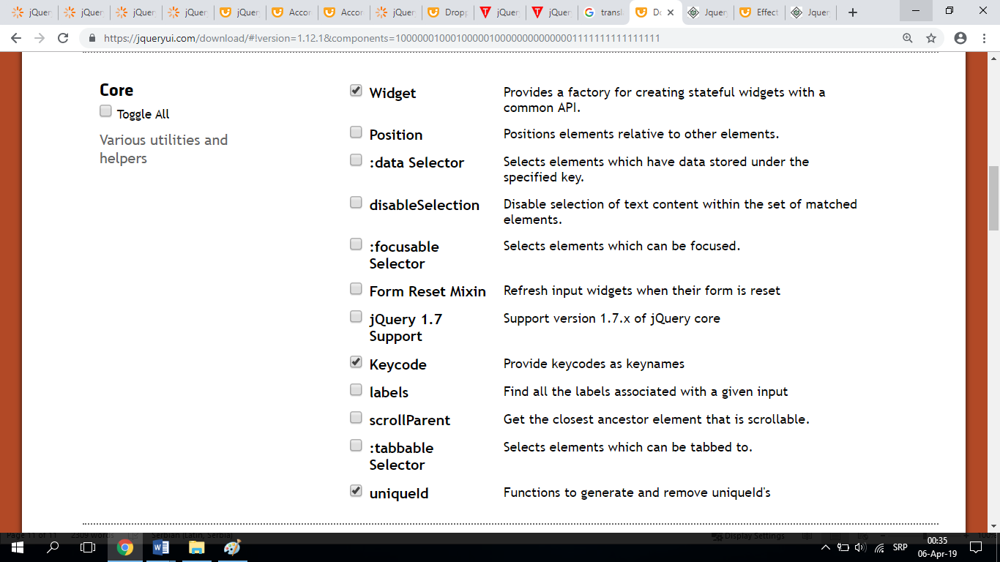 jQuer jQuer jQuer jQuer jQuer Accor Accor jQuer Dropp jQuer jQuer transl Do Jquer Effect Jquer
https://jqueryui.com/download/#!version=1.12.1&components=
Core
Toggle All
Various utilities and
helpers
Widget
Provides a factory for creating stateful widgets with a
common API.
Position
Positions elements relative to other elements.
:data Selector
Selects elements which have data stored under the
specified key.
disableSelection
Disable selection of text content within the set of matched
elements.
:focusable
Selector
Selects elements which can be focused.
Form Reset Mixin
Refresh input widgets when their form is reset
jQuery 1.7
Support
Support version 1.7.x of jQuery core
Keycode
Provide keycodes as keynames
labels
Find all the labels associated with a given input
scrollParent
Get the closest ancestor element that is scrollable.
:tabbable
Selector
Selects elements which can be tabbed to.
uniqueId
Functions to generate and remove uniqueId's
Page 11 of 11 2309 words Serbian (Latin, Serbia) Display Settings 100%
SRP
00:35
06-Apr-19